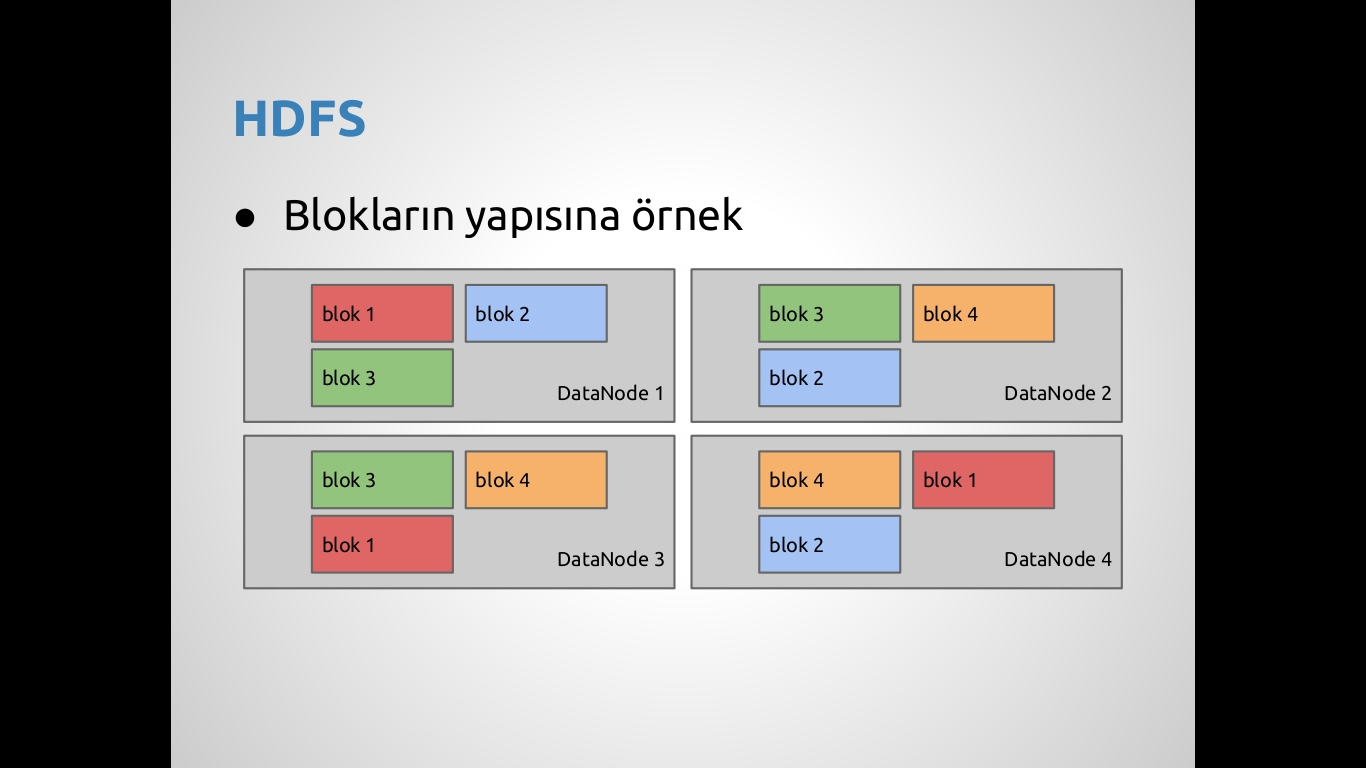 HDFS
● Blokların yapısına örnek
blok 1
blok 2
blok 3
DataNode 1
blok 3
blok 4
blok 2
DataNode 2
blok 3
blok 4
blok 1
DataNode 3
blok 4
blok 1
blok 2
DataNode 4